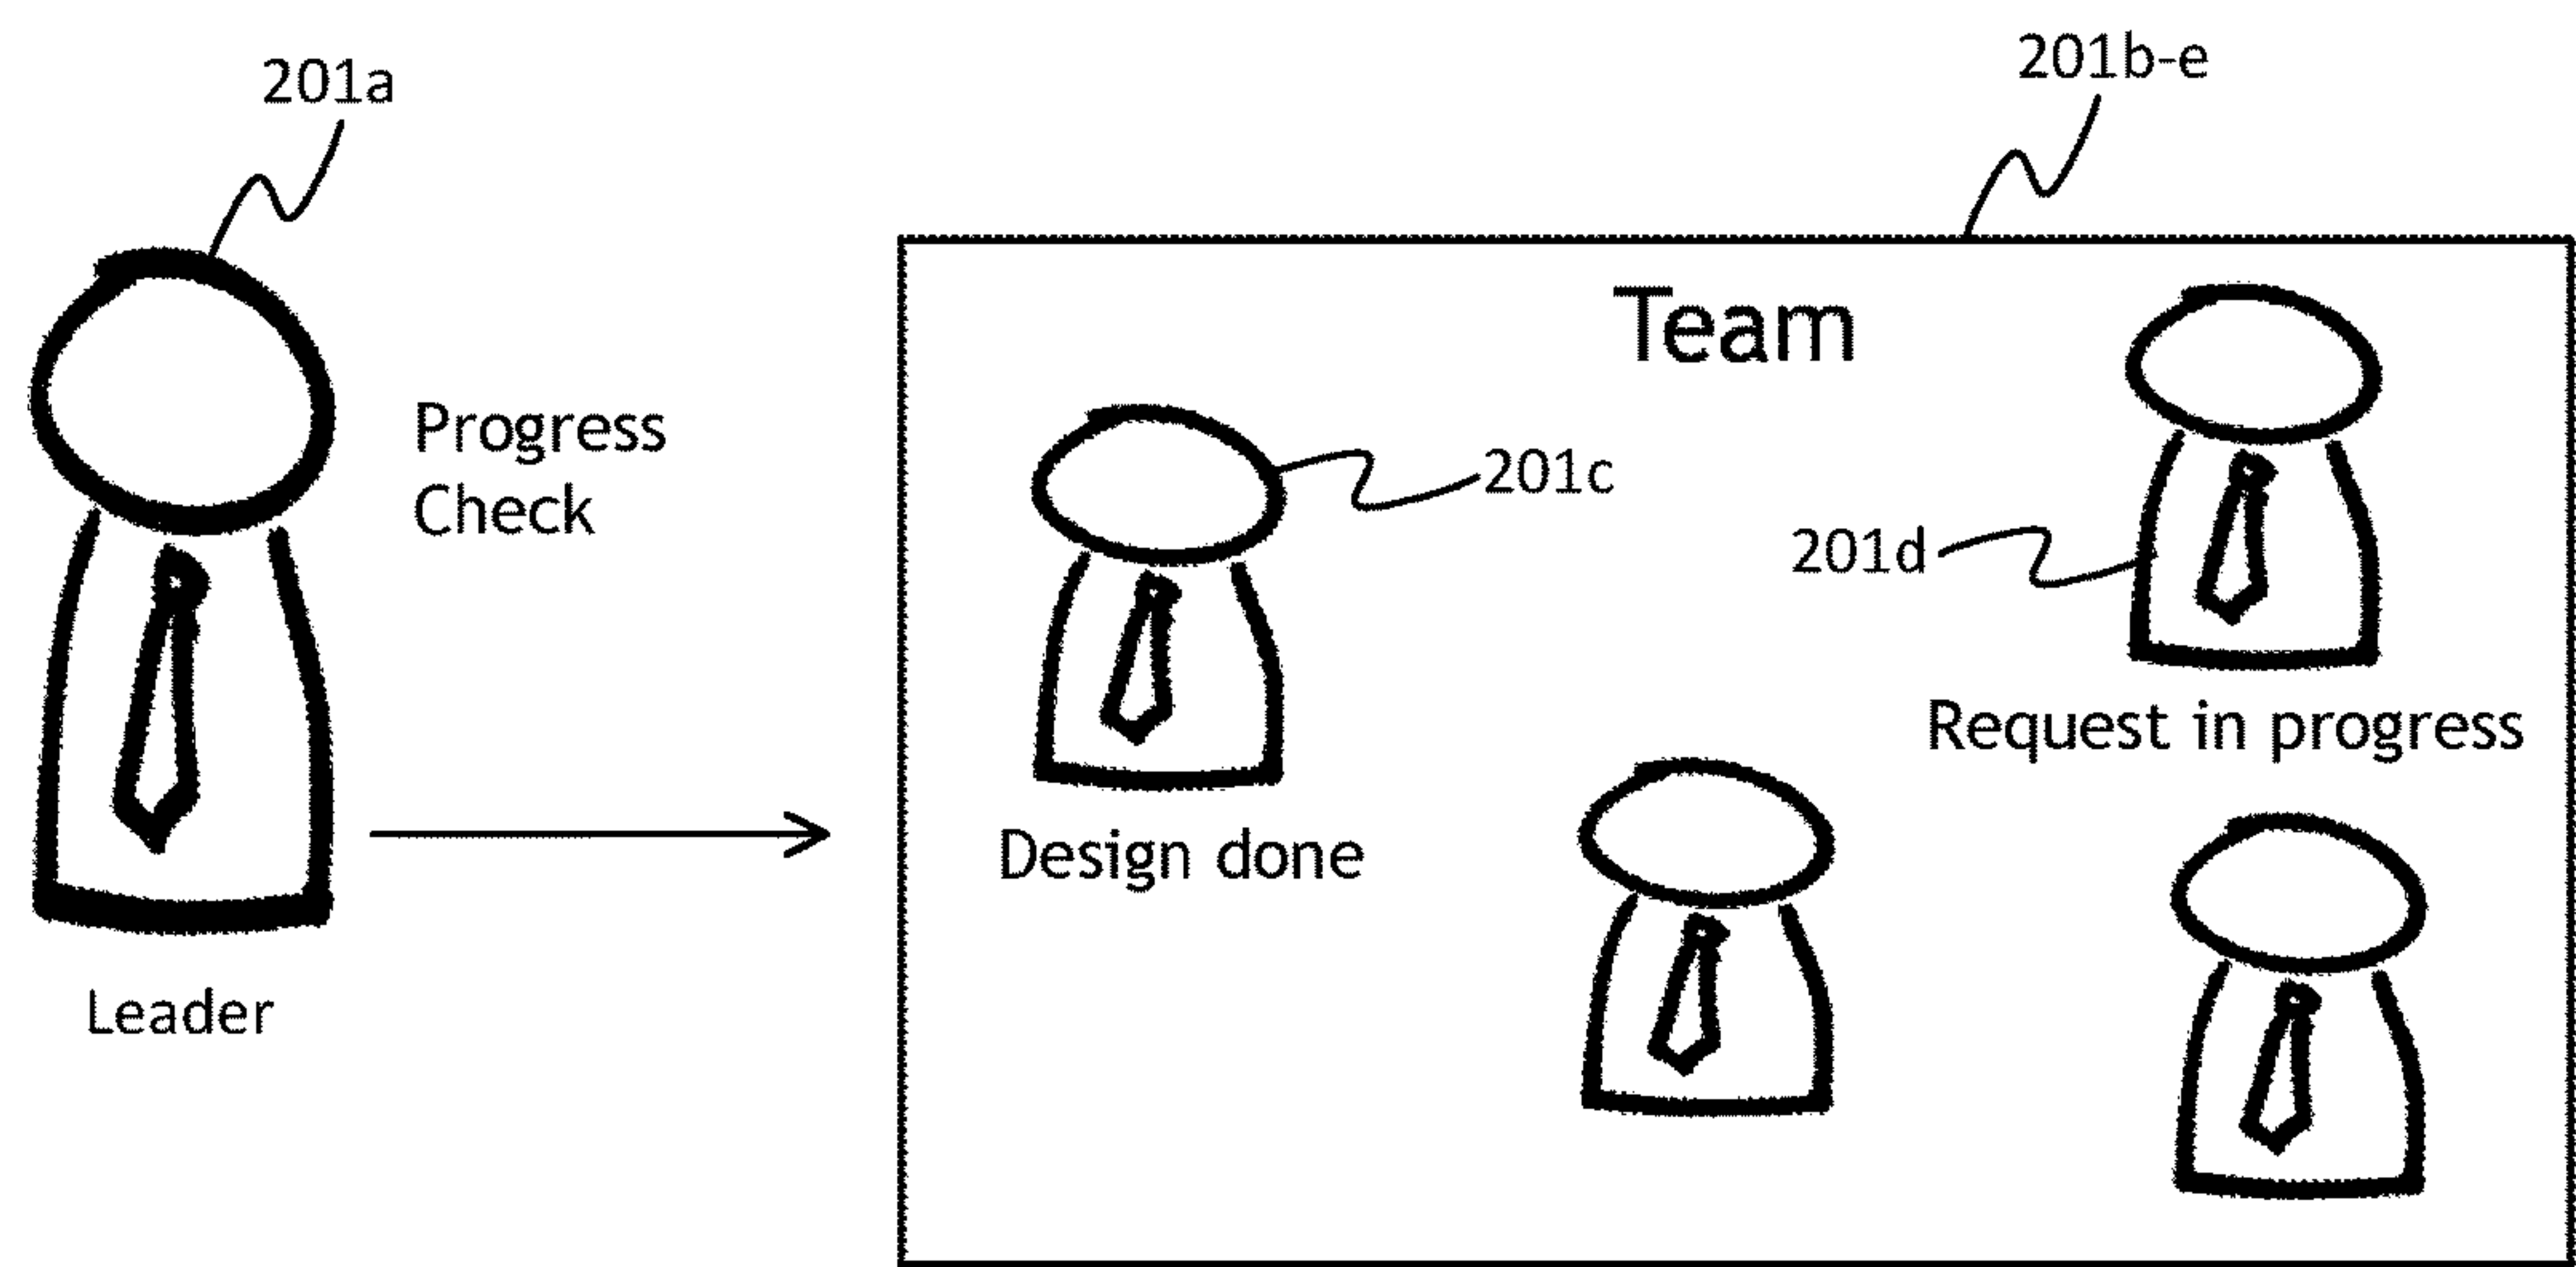 201a
201b-e
Team
Progress
Check
201c
201d
Request in progress
Design done
Leader